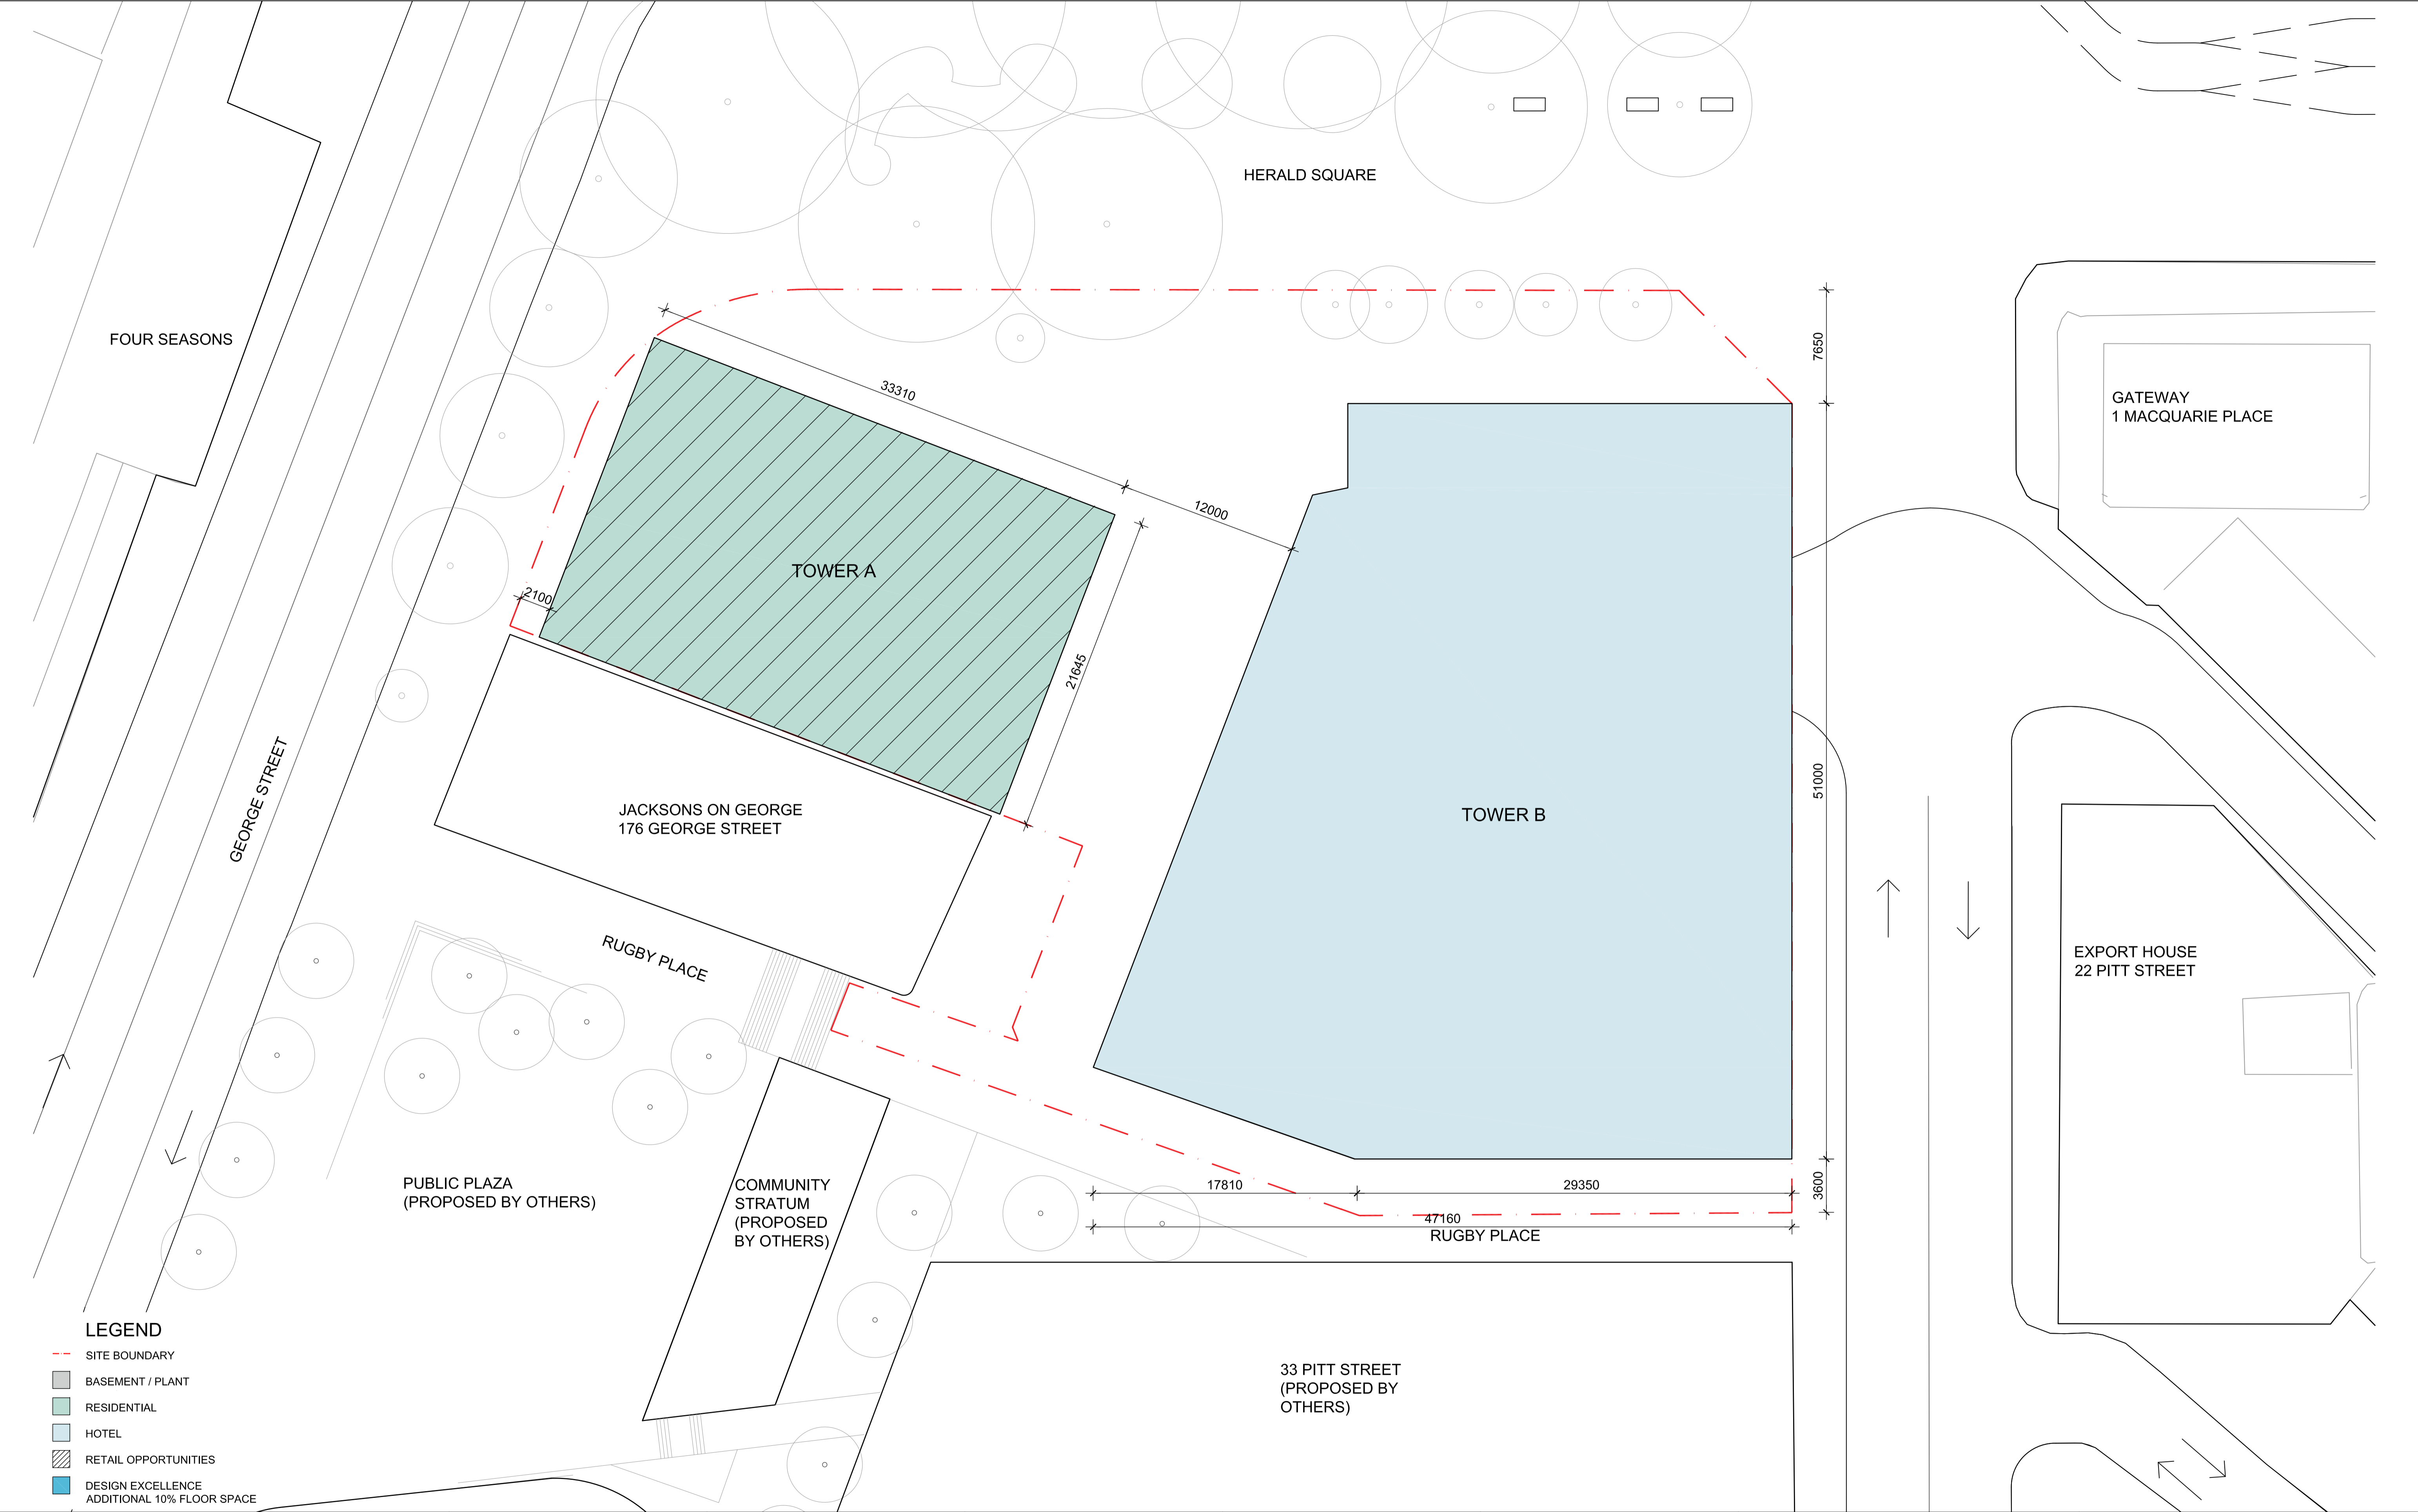 HERALD SQUARE
FOUR SEASONS
7650
33310
GATEWAY
1 MACQUARIE PLACE
12000
TOWER A
2100
21645
51000
GEORGE STREET
JACKSONS ON GEORGE
176 GEORGE STREET
TOWER B
RUGBY PLACE
EXPORT HOUSE
22 PITT STREET
PUBLIC PLAZA
(PROPOSED BY OTHERS)
COMMUNITY
STRATUM
(PROPOSED
BY OTHERS)
17810
29350
3600
47160
RUGBY PLACE
33 PITT STREET
(PROPOSED BY
OTHERS)
LEGEND
SITE BOUNDARY
BASEMENT / PLANT
RESIDENTIAL
HOTEL
RETAIL OPPORTUNITIES
DESIGN EXCELLENCE
ADDITIONAL 10% FLOOR SPACE